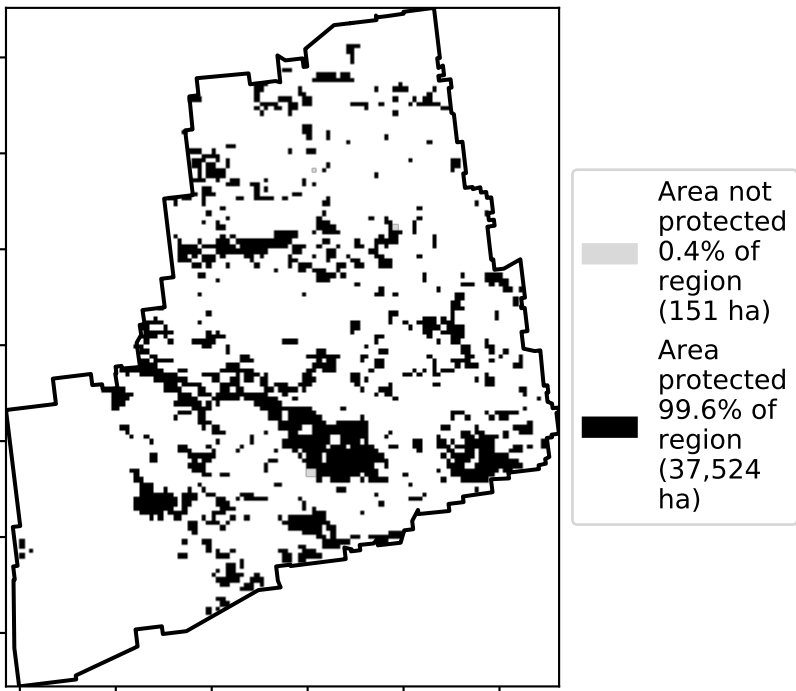 Area not
protected
0.4% of
region
(151 ha)
Area
protected
99.6% of
region
(37,524
ha)